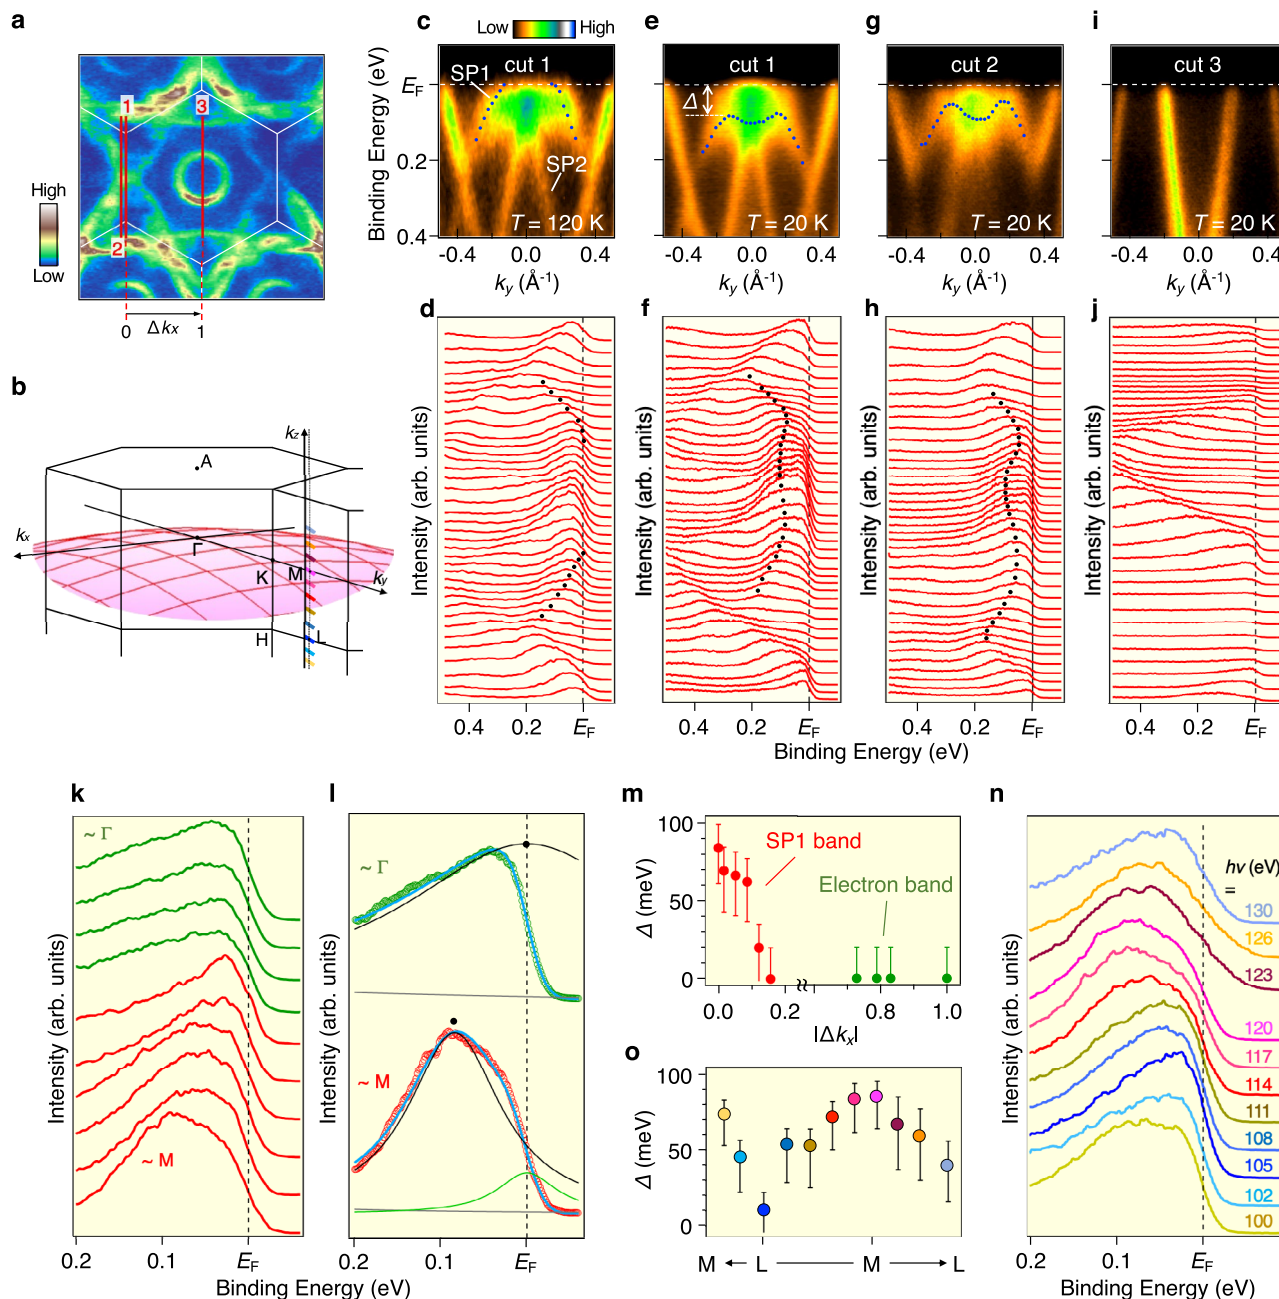 a
1
3
2
High
Low
0
Δkx
1
b
kz
A
kx
Γ
K
M
ky
H
L
c
Low
High
cut 1
SP1
EF
0.2
0.4
SP2
T = 120 K
Binding Energy (eV)
-0.4
0.0
0.4
ky (Å-1)
e
cut 1
Δ
T = 20 K
-0.4
0.0
0.4
ky (Å-1)
g
cut 2
T = 20 K
-0.4
0.0
0.4
ky (Å-1)
i
cut 3
T = 20 K
-0.4
0.0
0.4
ky (Å-1)
d
Intensity (arb. units)
0.4
0.2
EF
f
Intensity (arb. units)
0.4
0.2
EF
h
Intensity (arb. units)
0.4
0.2
EF
j
Intensity (arb. units)
0.4
0.2
EF
Binding Energy (eV)
k
~ Γ
~ M
Intensity (arb. units)
0.2
0.1
EF
Binding Energy (eV)
l
~ Γ
~ M
Intensity (arb. units)
0.1
EF
Binding Energy (eV)
m
100
50
0
Δ (meV)
SP1 band
Electron band
0.0
0.2
0.8
1.0
|Δkx|
o
100
50
0
Δ (meV)
M
L
M
L
n
Intensity (arb. units)
hν (eV)
=
130
126
123
120
117
114
111
108
105
102
100
0.2
0.1
EF
Binding Energy (eV)